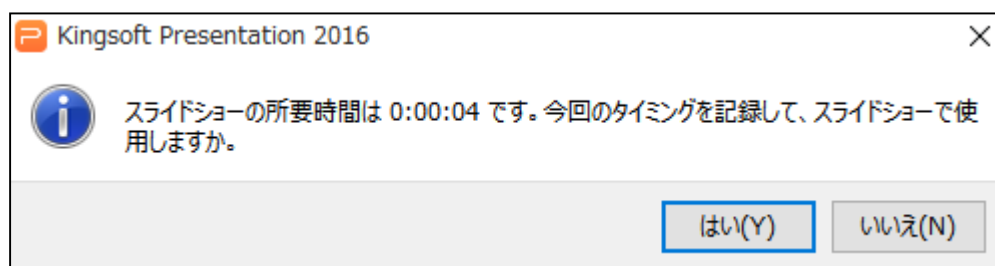 Kingsoft Presentation 2016
スライドショーの所要時間は 0:00:04 です。今回のタイミングを記録して、スライドショーで使
用しますか。
はい(Y)
いいえ(N)